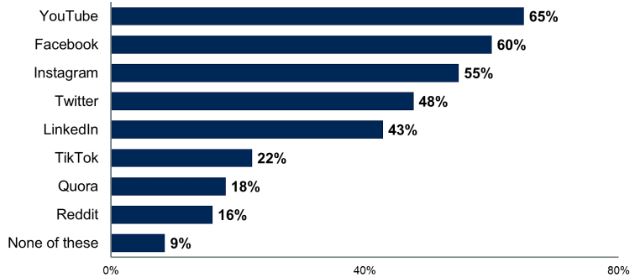 YouTube 65%
Facebook 60%
Instagram 55%
Twitter 48%
LinkedIn 43%
TikTok 22%
Quora 18%
Reddit 16%
None of these 9%
0% 40% 80%